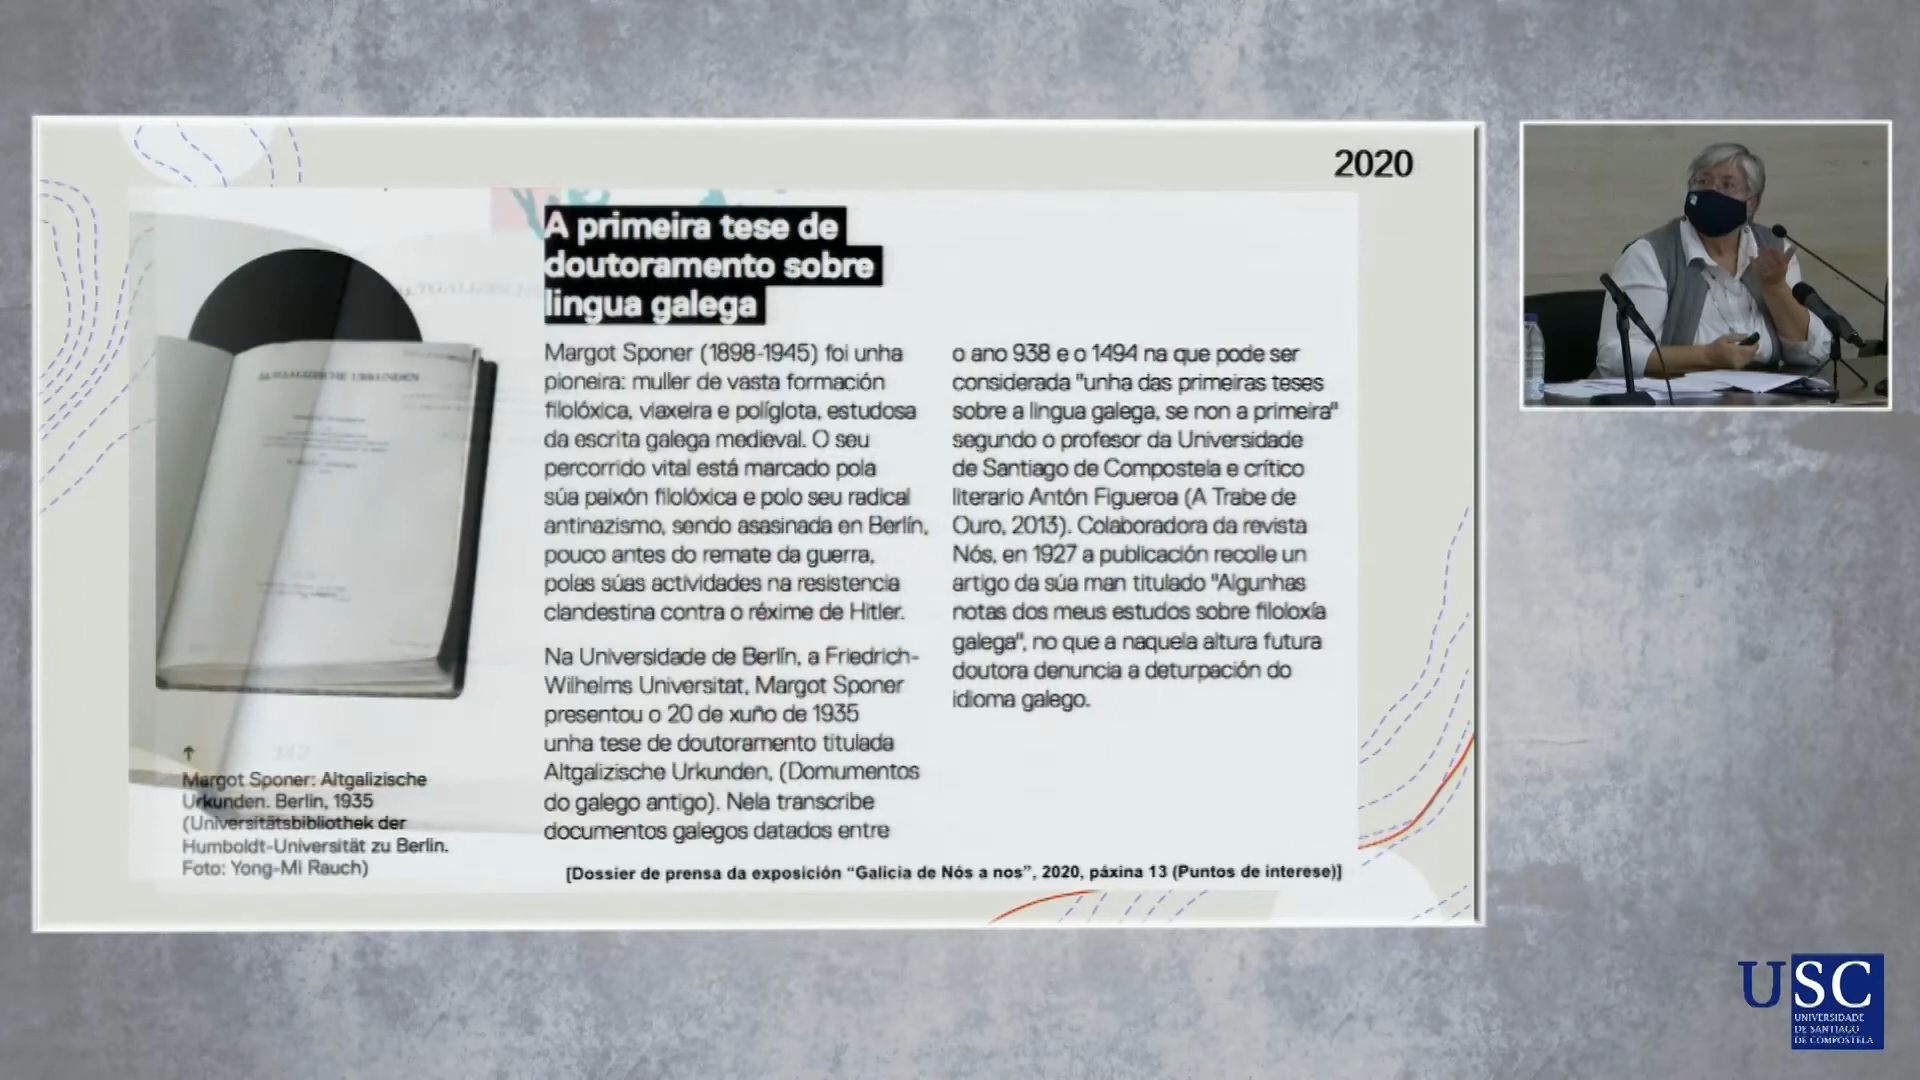 2020
A primeira tese de
doutoramento sobre
lingua galega
Margot Sponer (1898-1945) foi unha
pioneira: muller de vasta formación
filolóxica, viaxeira e políglota, estudosa
da escrita galega medieval. O seu
percorrido vital está marcado pola
súa paixón filolóxica e polo seu radical
antinazismo, sendo asasinada en Berlín,
pouco antes do remate da guerra,
polas súas actividades na resistencia
clandestina contra o réxime de Hitler.
Na Universidade de Berlín, a Friedrich-
Wilhelms Universitat, Margot Sponer
presentou o 20 de xuño de 1935
unha tese de doutoramento titulada
Altgalizische Urkunden, (Domumentos
do galego antigo). Nela transcribe
documentos galegos datados entre
o ano 938 e o 1494 na que pode ser
considerada "unha das primeiras teses
sobre a lingua galega, se non a primeira"
segundo o profesor da Universidade
de Santiago de Compostela e crítico
literario Antón Figueroa (A Trabe de
Ouro, 2013). Colaboradora da revista
Nós, en 1927 a publicación recolle un
artigo da súa man titulado "Algunhas
notas dos meus estudos sobre filoloxía
galega", no que a naquela altura futura
doutora denuncia a deturpación do
idioma galego.
ALTGALIZISCHE URKUNDEN
↑
Margot Sponer: Altgalizische
Urkunden. Berlin, 1935
(Universitätsbibliothek der
Humboldt-Universität zu Berlin.
Foto: Yong-Mi Rauch)
[Dossier de prensa da exposición “Galicia de Nós a nos”, 2020, páxina 13 (Puntos de interese)]
USC
UNIVERSIDADE
DE SANTIAGO
DE COMPOSTELA